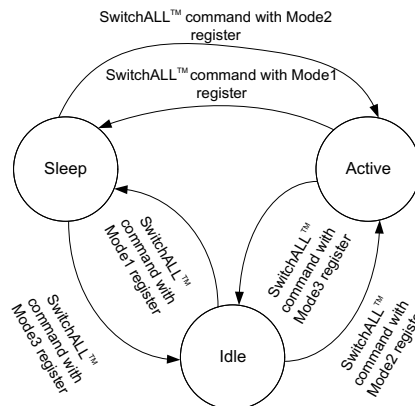 SwitchALL™ command with Mode2
register
SwitchALL™ command with Mode1
register
Sleep
Active
SwitchALL™
command with
Mode1 register
SwitchALL™
command with
Mode3 register
SwitchALL™
command with
Mode3 register
SwitchALL™
command with
Mode2 register
Idle